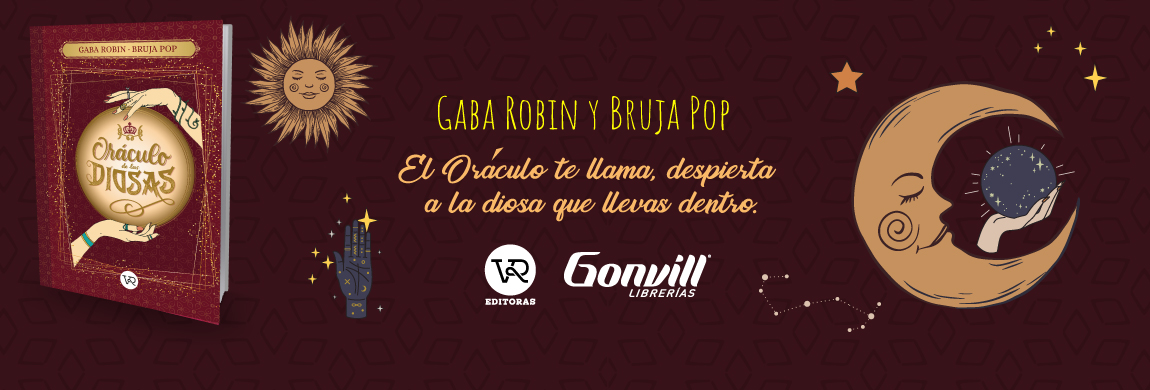 GABA ROBIN · BRUJA POP
Oráculo
de las
DIOSAS
VR
GABA ROBIN Y BRUJA POP
El Oráculo te llama, despierta
a la diosa que llevas dentro.
VR
EDITORAS
Gonvill
LIBRERÍAS